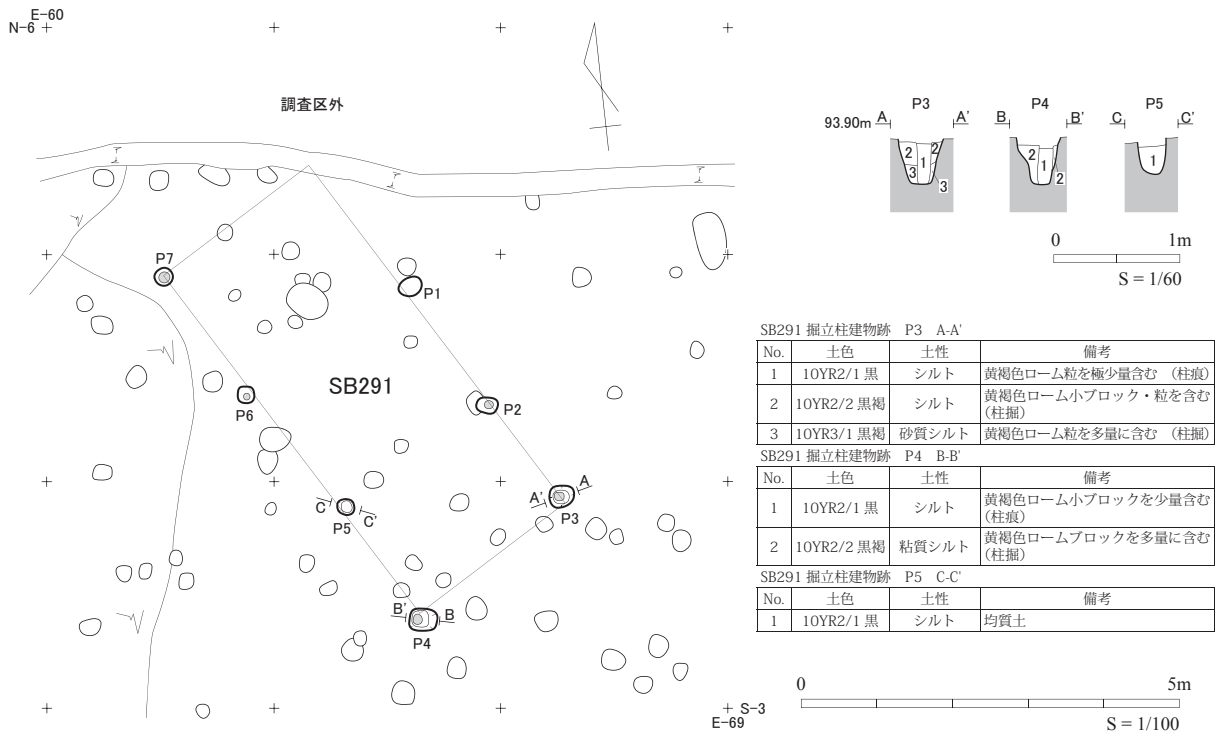 E-60
N-6
調査区外
P7
P1
SB291
P2
P6
A
A'
P3
C
C'
P5
B'
B
P4
S-3
E-69
P3
P4
P5
93.90m
A
A'
B
B'
C
C'
2
1
2
3
3
2
1
2
1
0
1m
S = 1/60
SB291 掘立柱建物跡 P3 A-A'
No. 土色 土性 備考
1 10YR2/1 黒 シルト 黄褐色ローム粒を極少量含む (柱痕)
2 10YR2/2 黒褐 シルト 黄褐色ローム小ブロック・粒を含む
(柱掘)
3 10YR3/1 黒褐 砂質シルト 黄褐色ローム粒を多量に含む (柱掘)
SB291 掘立柱建物跡 P4 B-B'
No. 土色 土性 備考
1 10YR2/1 黒 シルト 黄褐色ローム小ブロックを少量含む
(柱痕)
2 10YR2/2 黒褐 粘質シルト 黄褐色ロームブロックを多量に含む
(柱掘)
SB291 掘立柱建物跡 P5 C-C'
No. 土色 土性 備考
1 10YR2/1 黒 シルト 均質土
0
5m
S = 1/100